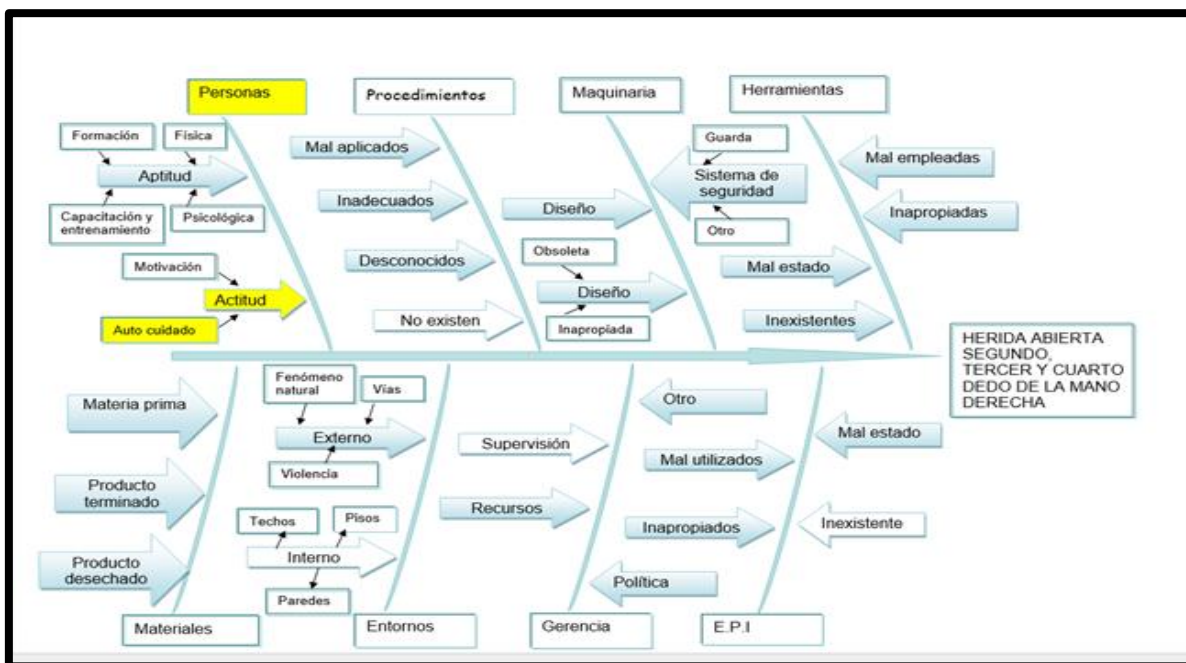 Personas
Procedimientos
Maquinaria
Herramientas
Formación
Física
Aptitud
Capacitación y
entrenamiento
Psicológica
Motivación
Actitud
Auto cuidado
Mal aplicados
Inadecuados
Desconocidos
No existen
Diseño
Obsoleta
Diseño
Inapropiada
Guarda
Sistema de
seguridad
Otro
Mal estado
Inexistentes
Mal empleadas
Inapropiadas
HERIDA ABIERTA
SEGUNDO,
TERCER Y CUARTO
DEDO DE LA MANO
DERECHA
Materia prima
Producto
terminado
Producto
desechado
Fenómeno
natural
Vías
Externo
Violencia
Techos
Pisos
Interno
Paredes
Otro
Supervisión
Recursos
Política
Mal utilizados
Inapropiados
Mal estado
Inexistente
Materiales
Entornos
Gerencia
E.P.I